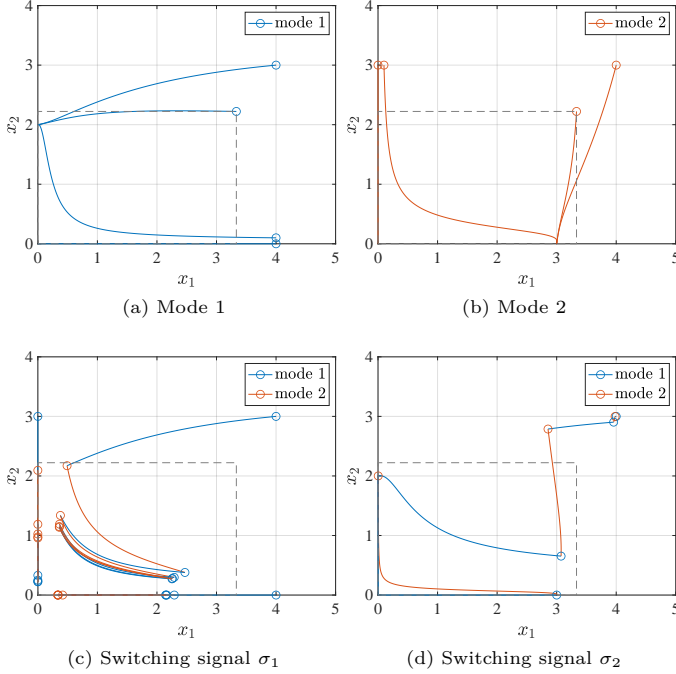 mode 1
mode 2
4
3
2
1
0
x₂
4
3
2
1
0
x₂
0 1 2 3 4 5
0 1 2 3 4 5
x₁
x₁
(a) Mode 1
(b) Mode 2
mode 1
mode 2
mode 1
mode 2
4
3
2
1
0
x₂
4
3
2
1
0
x₂
0 1 2 3 4 5
0 1 2 3 4 5
x₁
x₁
(c) Switching signal σ₁
(d) Switching signal σ₂